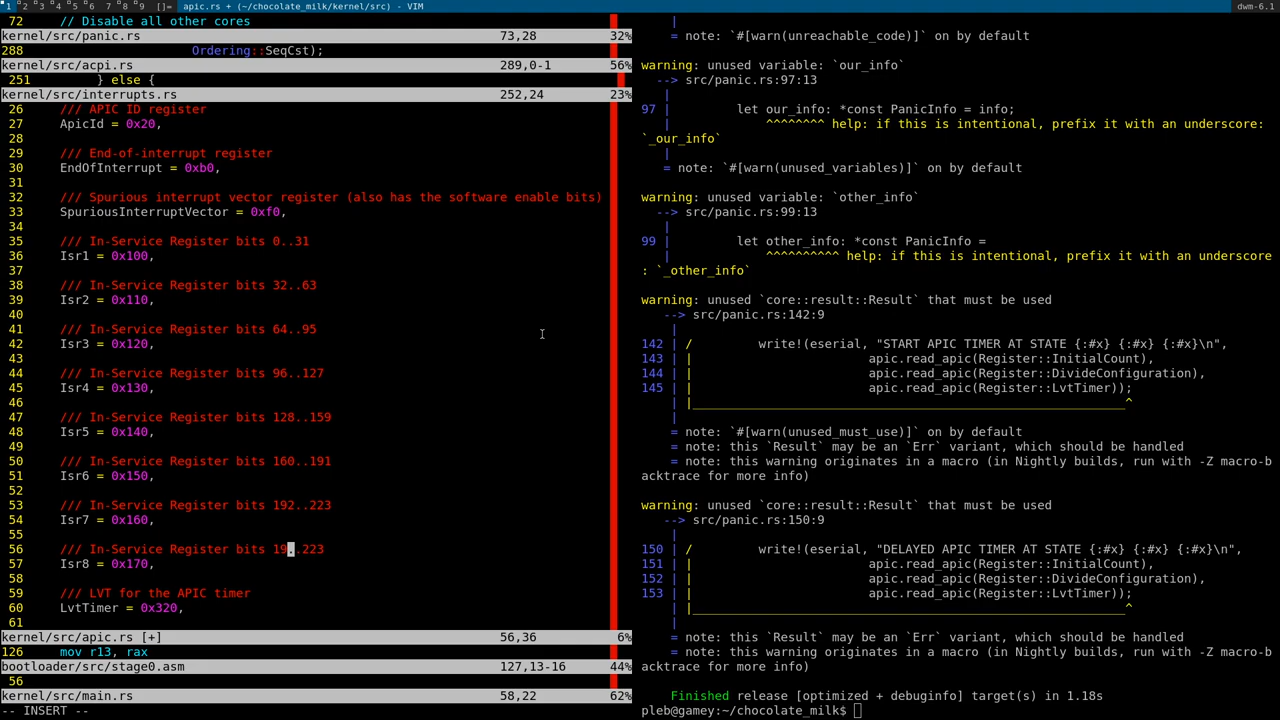 1 2 3 4 5 6 7 8 9 []= apic.rs + (~/chocolate_milk/kernel/src) - VIM dwm-6.1
72 // Disable all other cores
kernel/src/panic.rs 73,28 32%
288 Ordering::SeqCst);
kernel/src/acpi.rs 289,0-1 56%
251 } else {
kernel/src/interrupts.rs 252,24 23%
26 /// APIC ID register
27 ApicId = 0x20,
28
29 /// End-of-interrupt register
30 EndOfInterrupt = 0xb0,
31
32 /// Spurious interrupt vector register (also has the software enable bits)
33 SpuriousInterruptVector = 0xf0,
34
35 /// In-Service Register bits 0..31
36 Isr1 = 0x100,
37
38 /// In-Service Register bits 32..63
39 Isr2 = 0x110,
40
41 /// In-Service Register bits 64..95
42 Isr3 = 0x120,
43
44 /// In-Service Register bits 96..127
45 Isr4 = 0x130,
46
47 /// In-Service Register bits 128..159
48 Isr5 = 0x140,
49
50 /// In-Service Register bits 160..191
51 Isr6 = 0x150,
52
53 /// In-Service Register bits 192..223
54 Isr7 = 0x160,
55
56 /// In-Service Register bits 19..223
57 Isr8 = 0x170,
58
59 /// LVT for the APIC timer
60 LvtTimer = 0x320,
61
kernel/src/apic.rs [+] 56,36 6%
126 mov r13, rax
bootloader/src/stage0.asm 127,13-16 44%
56
kernel/src/main.rs 58,22 62%
-- INSERT --
|
= note: `#[warn(unreachable_code)]` on by default
warning: unused variable: `our_info`
--> src/panic.rs:97:13
|
97 | let our_info: *const PanicInfo = info;
| ^^^^^^^^ help: if this is intentional, prefix it with an underscore:
`_our_info`
|
= note: `#[warn(unused_variables)]` on by default
warning: unused variable: `other_info`
--> src/panic.rs:99:13
|
99 | let other_info: *const PanicInfo =
| ^^^^^^^^^^ help: if this is intentional, prefix it with an underscore
: `_other_info`
warning: unused `core::result::Result` that must be used
--> src/panic.rs:142:9
|
142 | / write!(eserial, "START APIC TIMER AT STATE {:#x} {:#x} {:#x}\n",
143 | | apic.read_apic(Register::InitialCount),
144 | | apic.read_apic(Register::DivideConfiguration),
145 | | apic.read_apic(Register::LvtTimer));
| |___________________________________________________________^
|
= note: `#[warn(unused_must_use)]` on by default
= note: this `Result` may be an `Err` variant, which should be handled
= note: this warning originates in a macro (in Nightly builds, run with -Z macro-b
acktrace for more info)
warning: unused `core::result::Result` that must be used
--> src/panic.rs:150:9
|
150 | / write!(eserial, "DELAYED APIC TIMER AT STATE {:#x} {:#x} {:#x}\n",
151 | | apic.read_apic(Register::InitialCount),
152 | | apic.read_apic(Register::DivideConfiguration),
153 | | apic.read_apic(Register::LvtTimer));
| |___________________________________________________________^
|
= note: this `Result` may be an `Err` variant, which should be handled
= note: this warning originates in a macro (in Nightly builds, run with -Z macro-b
acktrace for more info)
Finished release [optimized + debuginfo] target(s) in 1.18s
pleb@gamey:~/chocolate_milk$